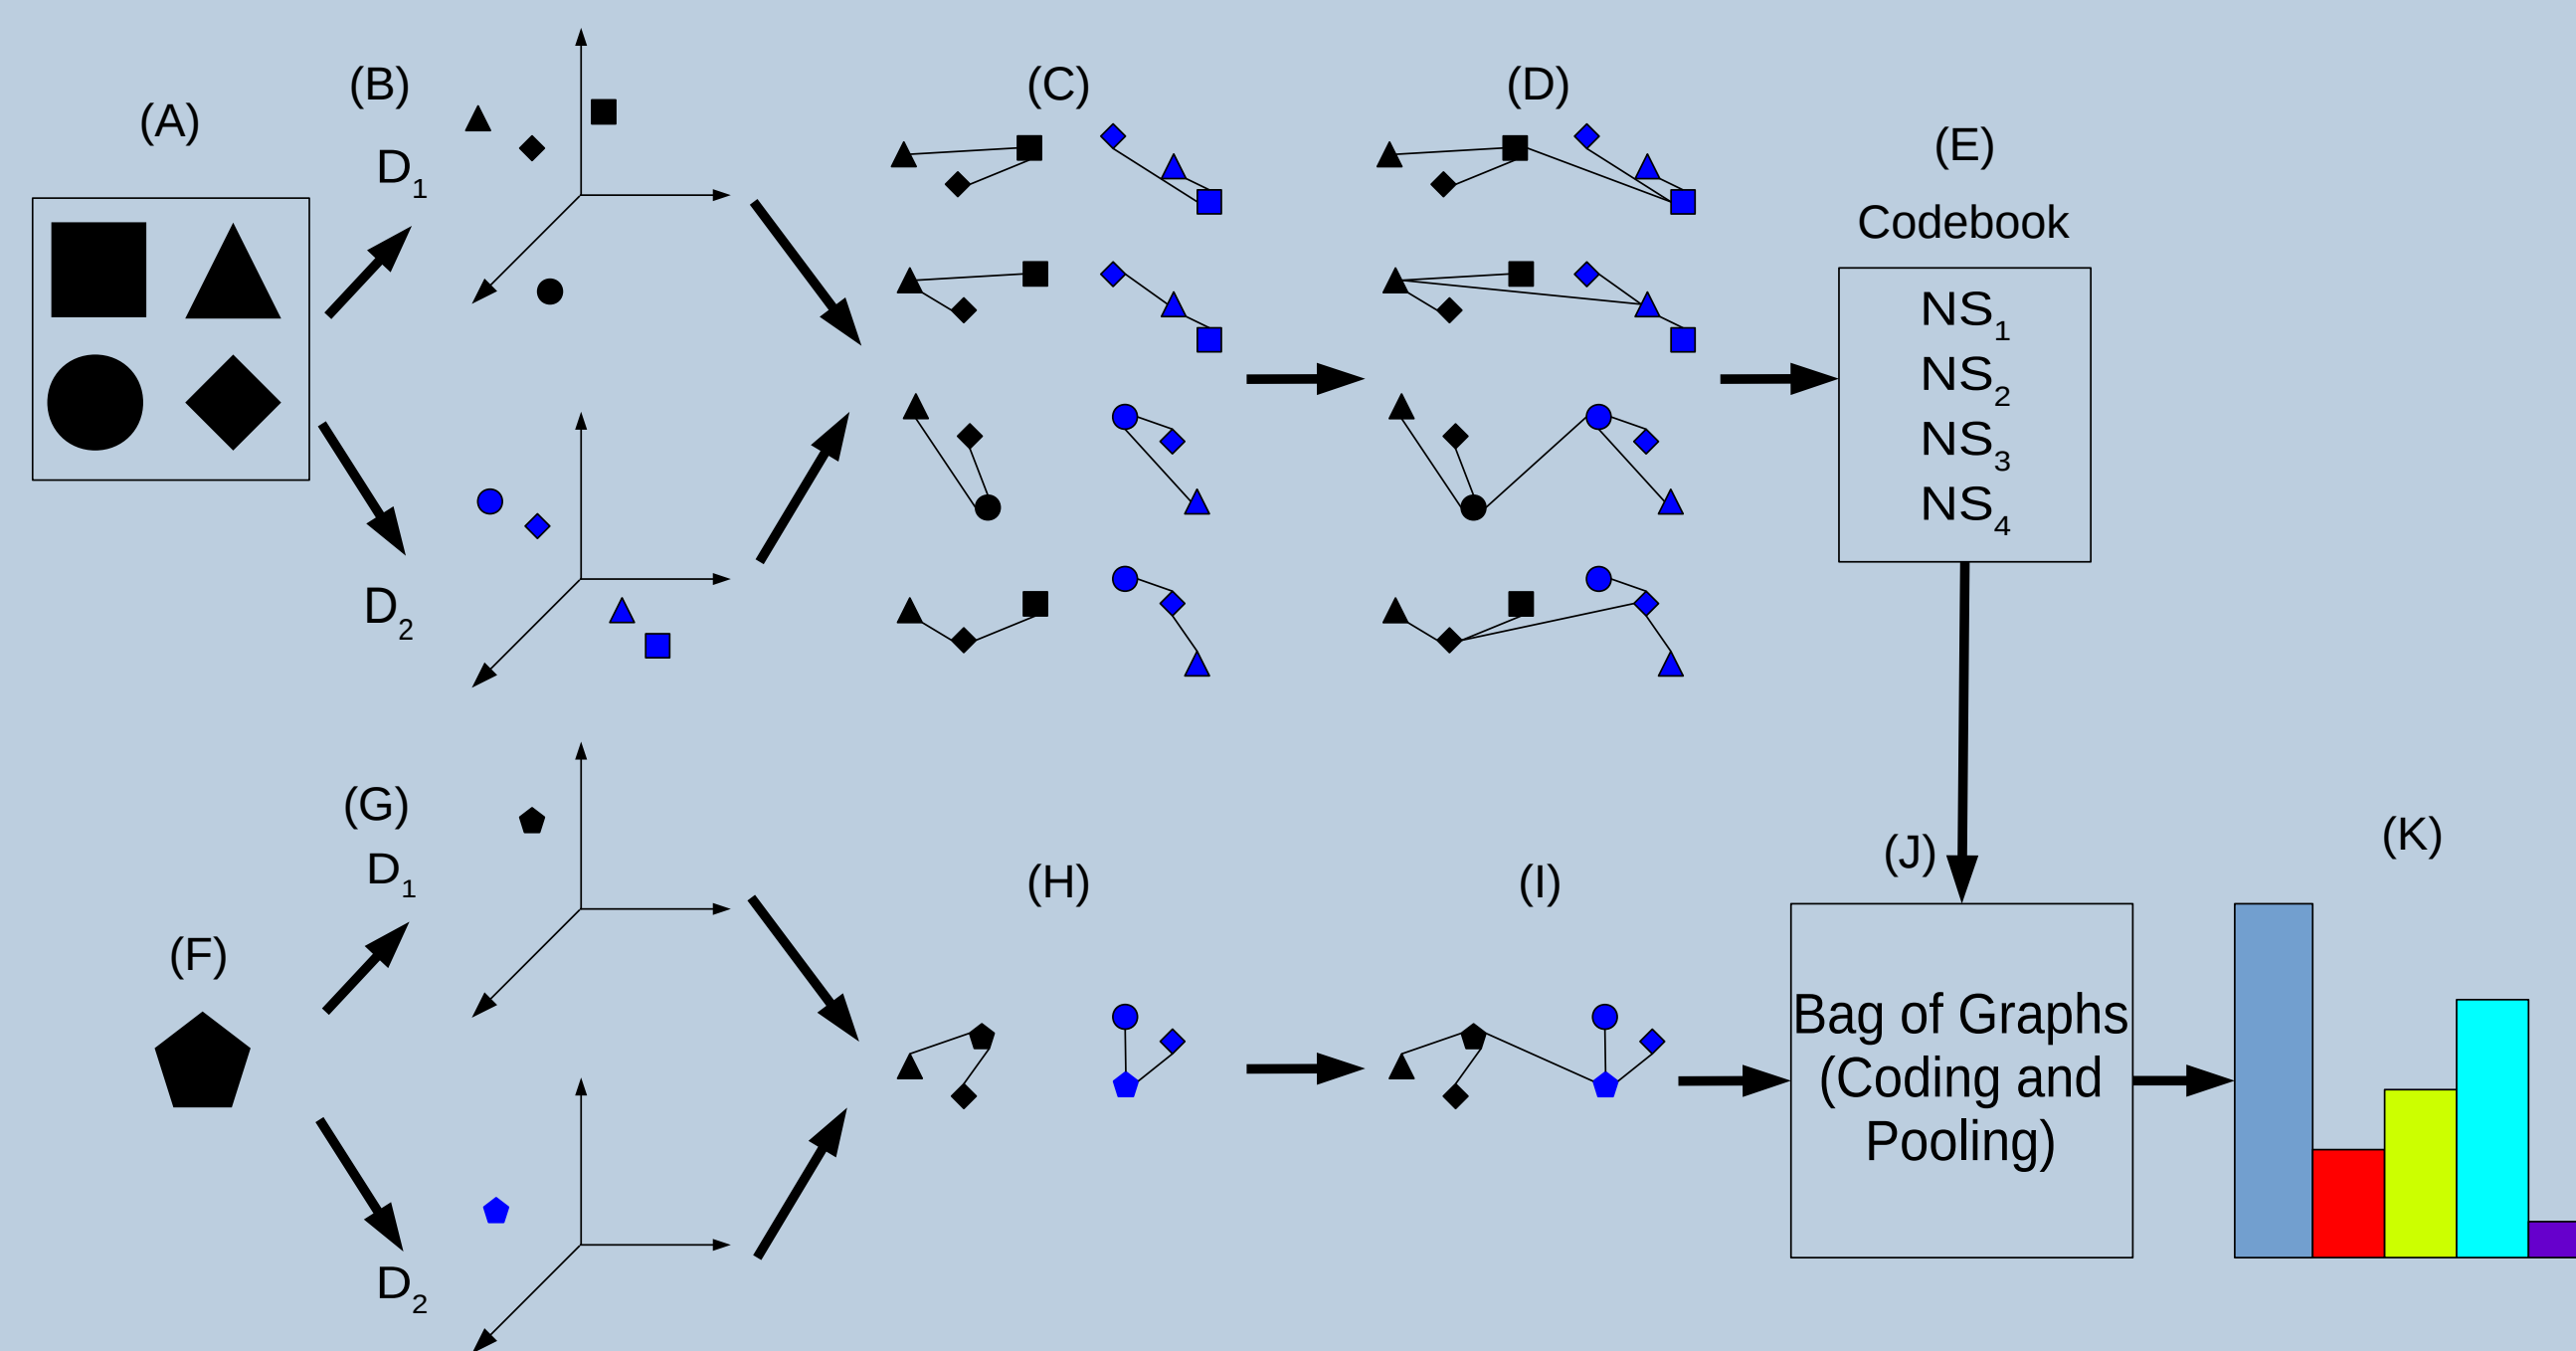 (A)
(B)
D1
D2
(C)
(D)
(E)
Codebook
NS1
NS2
NS3
NS4
(F)
(G)
D1
D2
(H)
(I)
(J)
Bag of Graphs
(Coding and
Pooling)
(K)